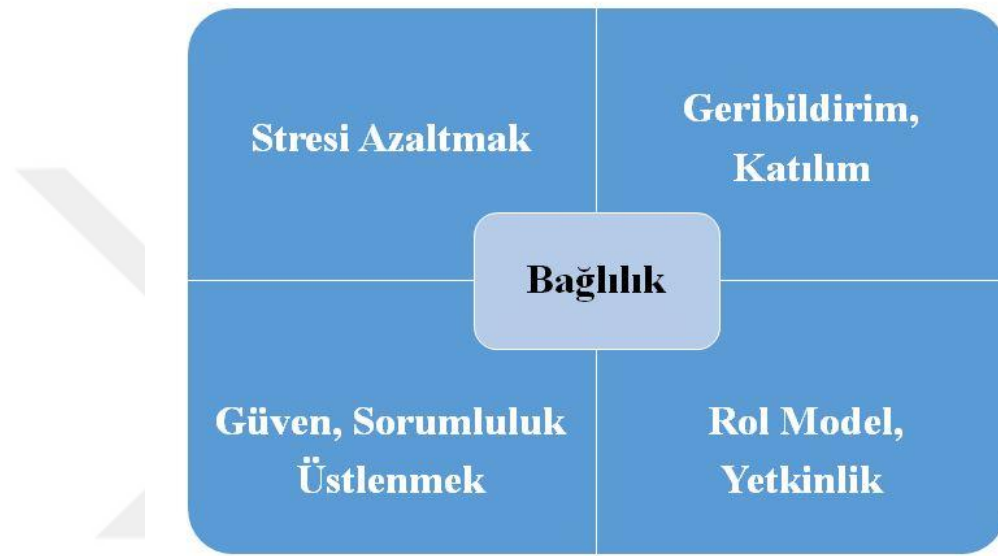 Stresi Azaltmak
Geribildirim,
Katılım
Bağlılık
Güven, Sorumluluk
Üstlenmek
Rol Model,
Yetkinlik